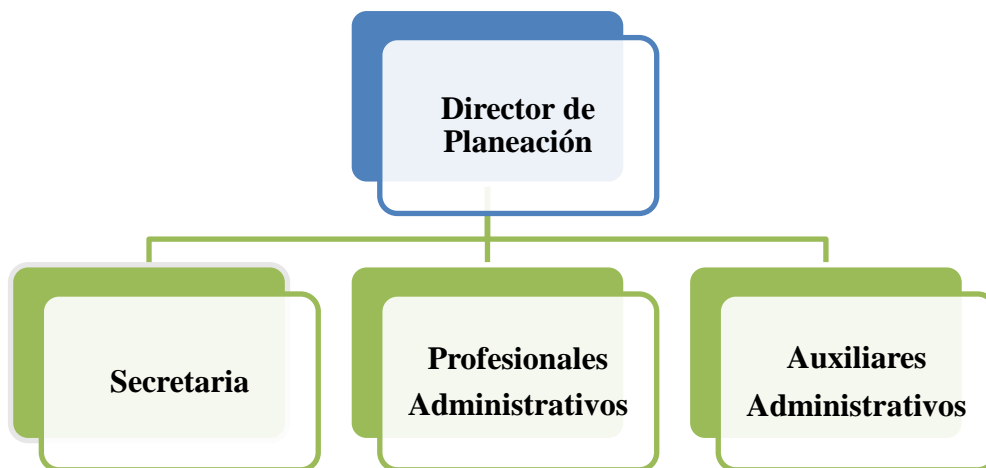 Director de
Planeación
Secretaria
Profesionales
Administrativos
Auxiliares
Administrativos